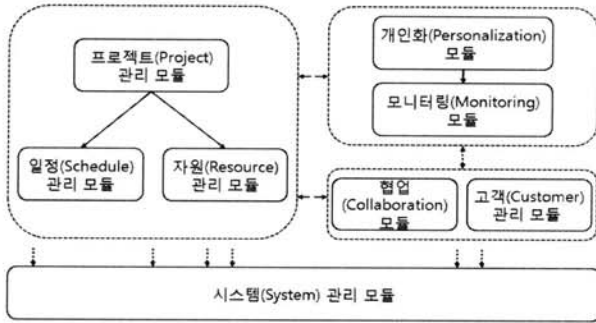 프로젝트(Project)
관리 모듈
일정(Schedule)
관리 모듈
자원(Resource)
관리 모듈
개인화(Personalization)
모듈
모니터링(Monitoring)
모듈
협업
(Collaboration)
모듈
고객(Customer)
관리 모듈
시스템(System) 관리 모듈